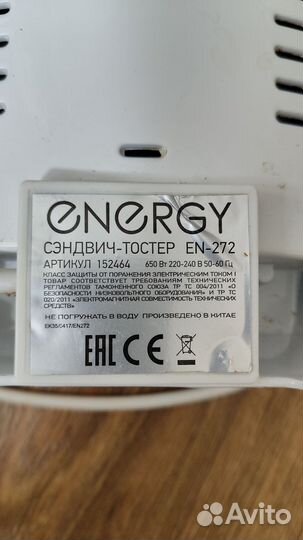 energy
СЭНДВИЧ-ТОСТЕР EN-272
АРТИКУЛ 152464 650 Вт 220-240 В 50-60 Гц
КЛАСС ЗАЩИТЫ ОТ ПОРАЖЕНИЯ ЭЛЕКТРИЧЕСКИМ ТОКОМ I
ТОВАР СООТВЕТСТВУЕТ ТРЕБОВАНИЯМ ТЕХНИЧЕСКИХ
РЕГЛАМЕНТОВ ТАМОЖЕННОГО СОЮЗА ТР ТС 004/2011 «О
БЕЗОПАСНОСТИ НИЗКОВОЛЬТНОГО ОБОРУДОВАНИЯ» И ТР ТС
020/2011 «ЭЛЕКТРОМАГНИТНАЯ СОВМЕСТИМОСТЬ ТЕХНИЧЕСКИХ
СРЕДСТВ»
НЕ ПОГРУЖАТЬ В ВОДУ ПРОИЗВЕДЕНО В КИТАЕ
EK35/0417/EN272
EAC CE
Avito